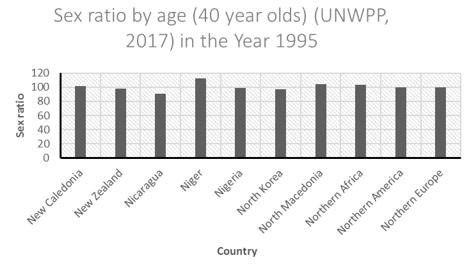 Sex ratio by age (40 year olds) (UNWPP,
2017) in the Year 1995
Sex ratio
120
100
80
60
40
20
0
New Caledonia
New Zealand
Nicaragua
Niger
Nigeria
North Korea
North Macedonia
Northern Africa
Northern America
Northern Europe
Country